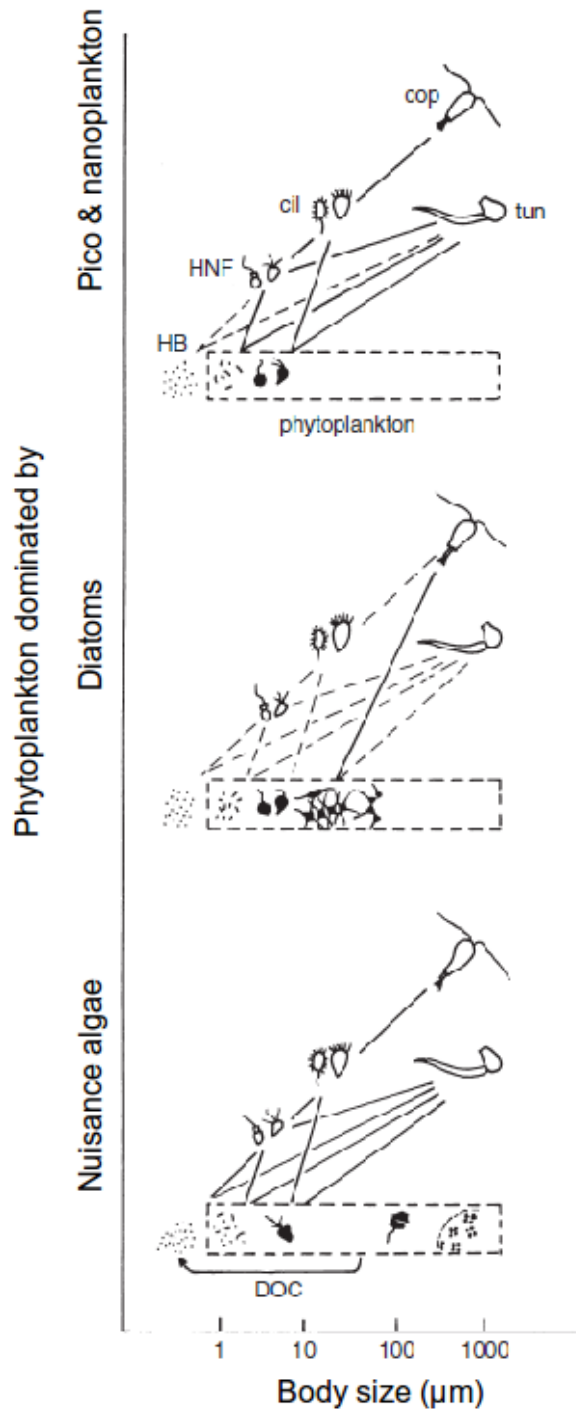 Phytoplankton dominated by
Pico & nanoplankton
cop
cil
tun
HNF
HB
phytoplankton
Diatoms
Nuisance algae
DOC
1 10 100 1000
Body size (µm)